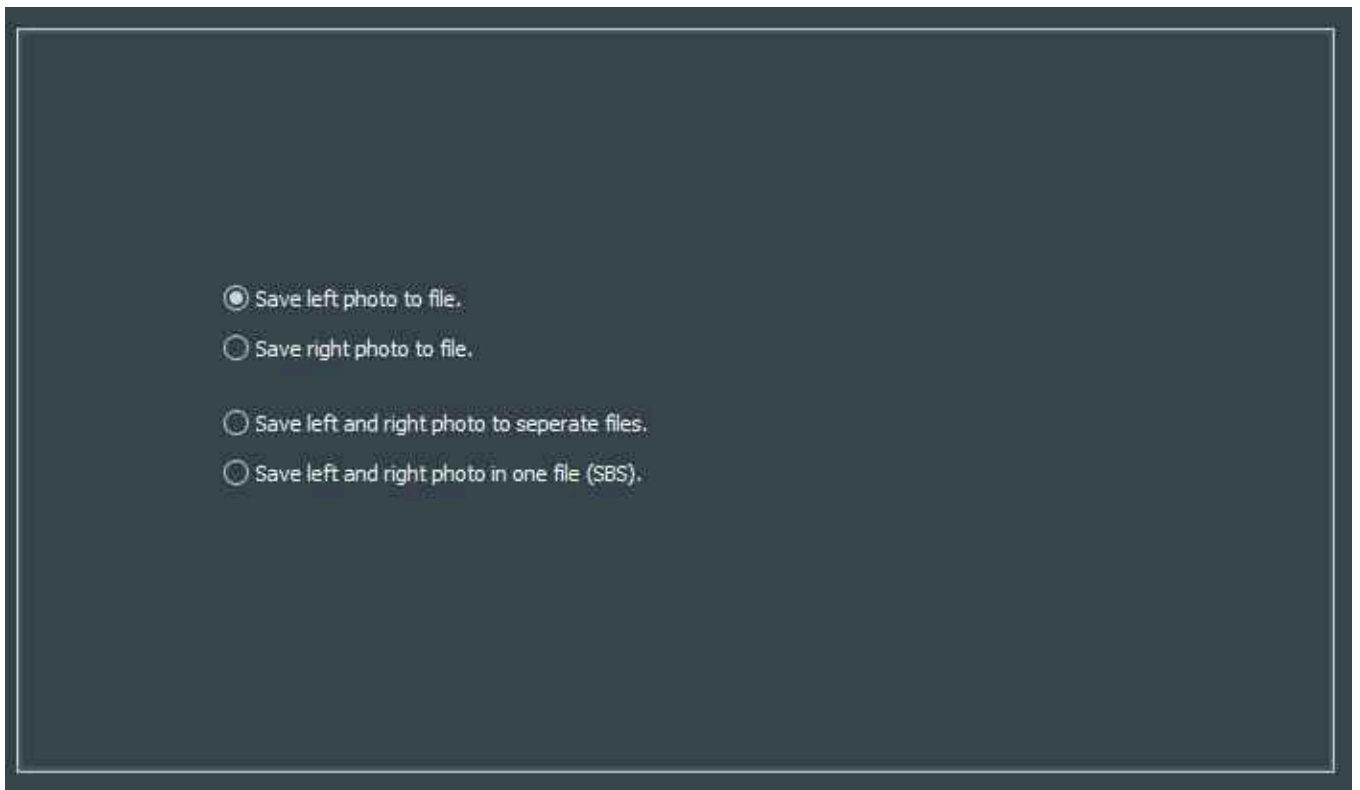 Save left photo to file.
Save right photo to file.
Save left and right photo to seperate files.
Save left and right photo in one file (SBS).